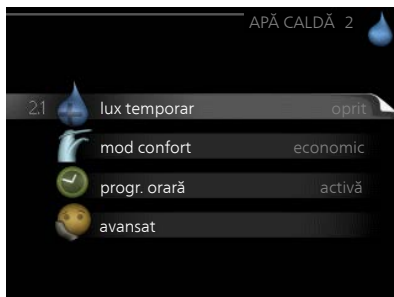 APĂ CALDĂ 2
2.1 lux temporar oprit
mod confort economic
progr. orară activă
avansat